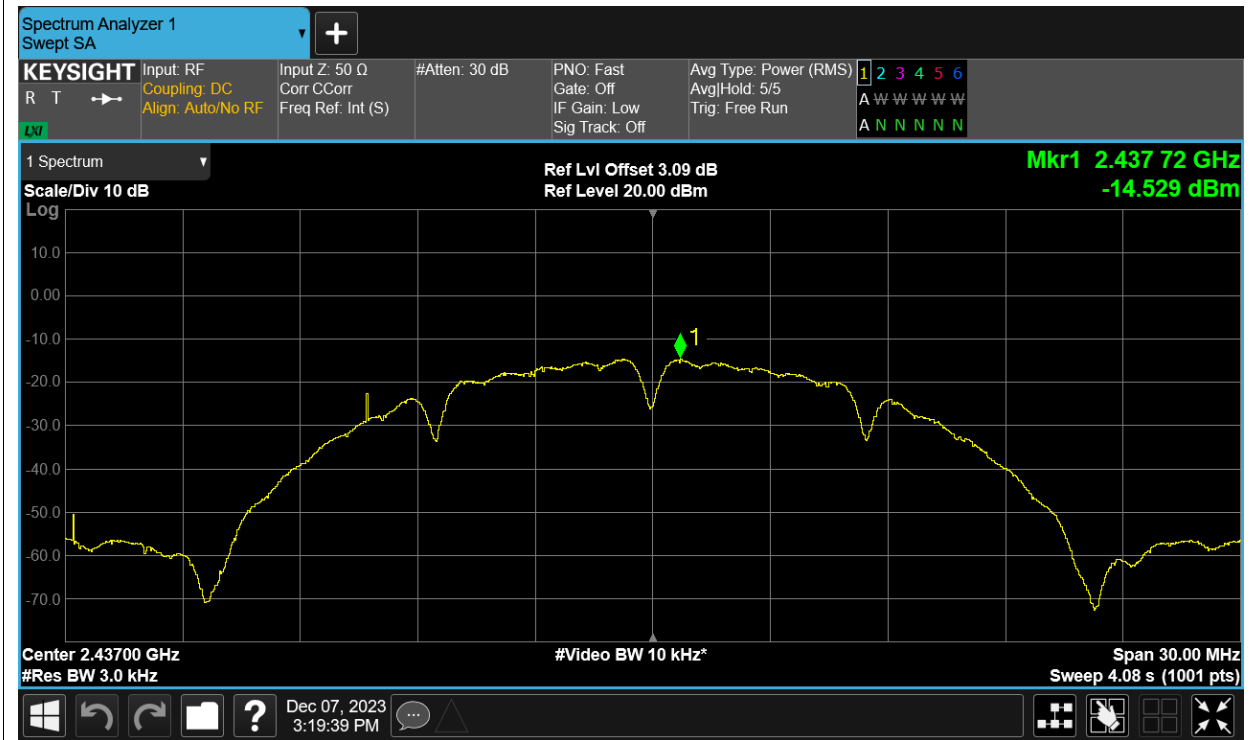 Spectrum Analyzer 1
Swept SA
KEYSIGHT
R T
LXI
Input: RF
Coupling: DC
Align: Auto/No RF
Input Z: 50 Ω
Corr CCorr
Freq Ref: Int (S)
#Atten: 30 dB
PNO: Fast
Gate: Off
IF Gain: Low
Sig Track: Off
Avg Type: Power (RMS)
Avg|Hold: 5/5
Trig: Free Run
1 2 3 4 5 6
A W W W W W
A N N N N N
1 Spectrum
Scale/Div 10 dB
Log
Ref Lvl Offset 3.09 dB
Ref Level 20.00 dBm
Mkr1 2.437 72 GHz
-14.529 dBm
10.0
0.00
-10.0
-20.0
-30.0
-40.0
-50.0
-60.0
-70.0
1
Center 2.43700 GHz
#Video BW 10 kHz*
Span 30.00 MHz
#Res BW 3.0 kHz
Sweep 4.08 s (1001 pts)
?
Dec 07, 2023
3:19:39 PM